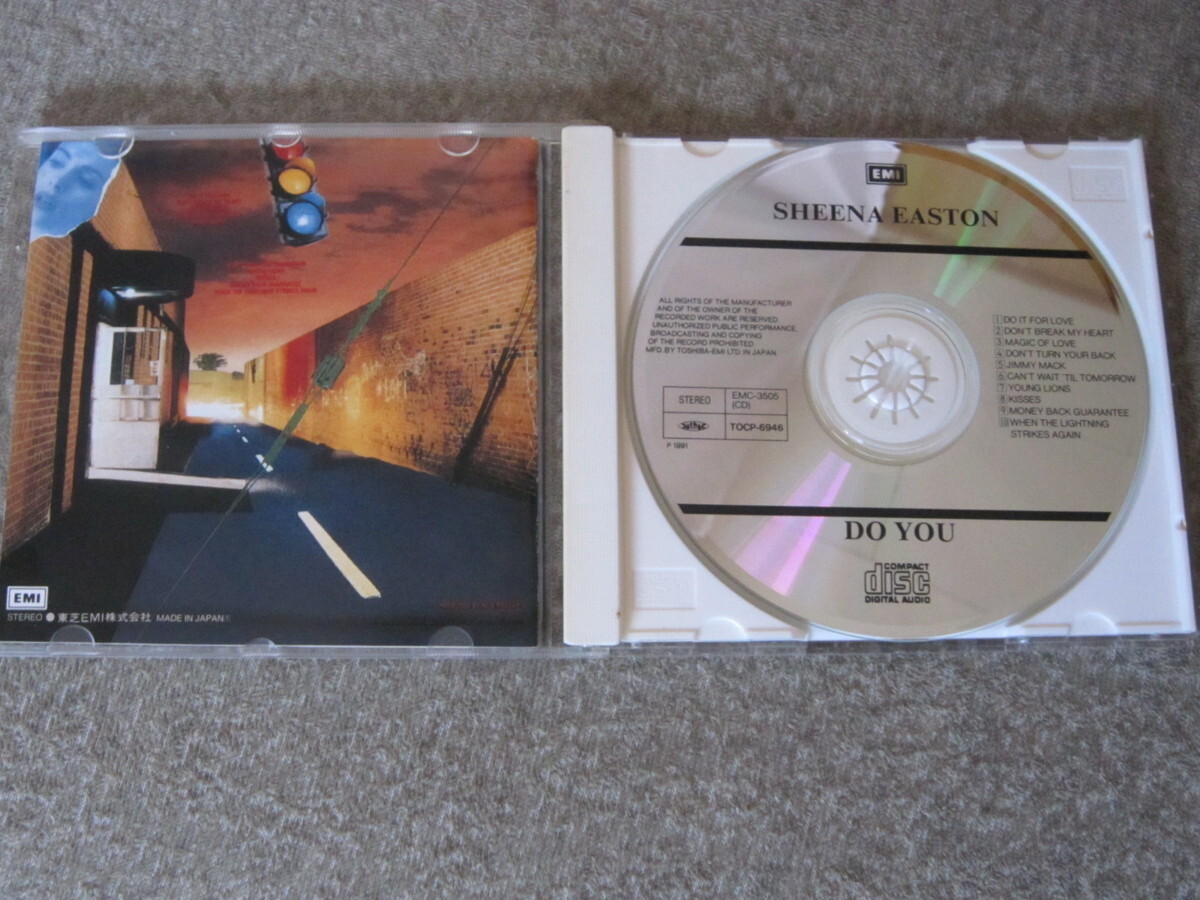 EMI
STEREO ● 東芝EMI株式会社 MADE IN JAPAN
EMI
SHEENA EASTON
ALL RIGHTS OF THE MANUFACTURER
AND OF THE OWNER OF THE
RECORDED WORK ARE RESERVED.
UNAUTHORIZED PUBLIC PERFORMANCE,
BROADCASTING AND COPYING
OF THE RECORD PROHIBITED
MFD. BY TOSHIBA-EMI LTD. IN JAPAN.
STEREO
EMC-3505
(CD)
TOCP-6946
P 1991
1 DO IT FOR LOVE
2 DON'T BREAK MY HEART
3 MAGIC OF LOVE
4 DON'T TURN YOUR BACK
5 JIMMY MACK
6 CAN'T WAIT 'TIL TOMORROW
7 YOUNG LIONS
8 KISSES
9 MONEY BACK GUARANTEE
10 WHEN THE LIGHTNING
STRIKES AGAIN
DO YOU
COMPACT
disc
DIGITAL AUDIO